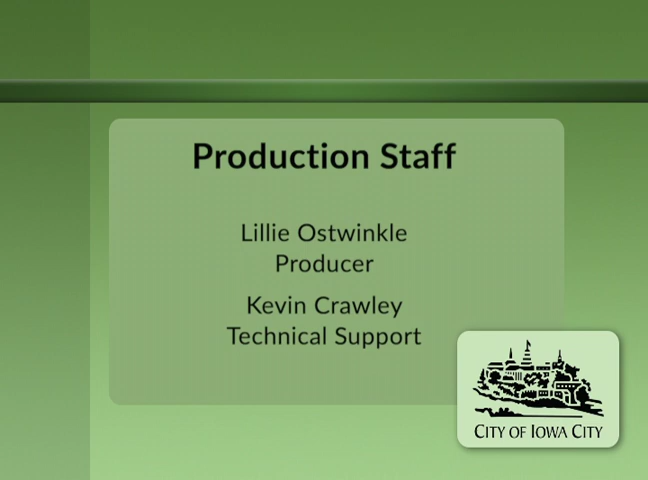 Production Staff
Lillie Ostwinkle
Producer
Kevin Crawley
Technical Support
CITY OF IOWA CITY